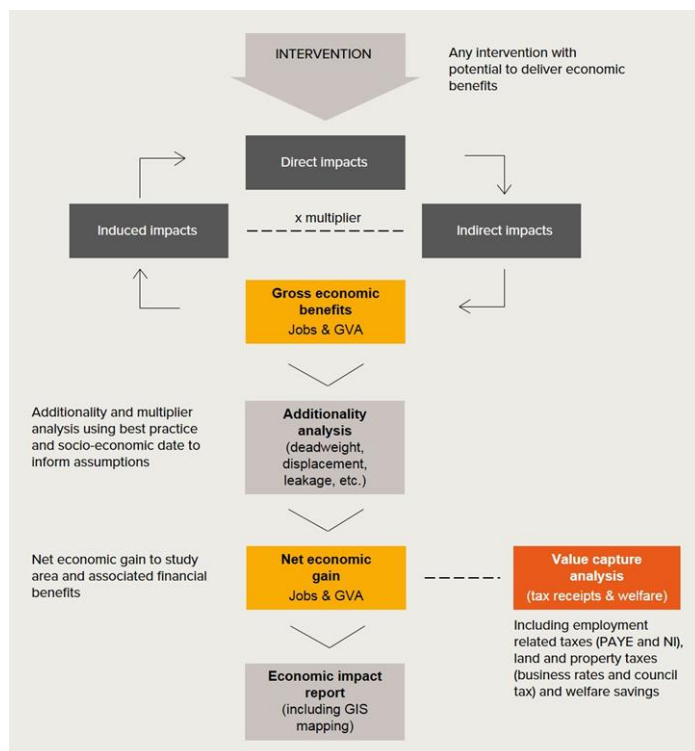 INTERVENTION
Any intervention with
potential to deliver economic
benefits
Direct impacts
Induced impacts
x multiplier
Indirect impacts
Gross economic
benefits
Jobs & GVA
Additionality and multiplier
analysis using best practice
and socio-economic date to
inform assumptions
Additionality
analysis
(deadweight,
displacement,
leakage, etc.)
Net economic gain to study
area and associated financial
benefits
Net economic
gain
Jobs & GVA
Value capture
analysis
(tax receipts & welfare)
Including employment
related taxes (PAYE and NI),
land and property taxes
(business rates and council
tax) and welfare savings
Economic impact
report
(including GIS
mapping)